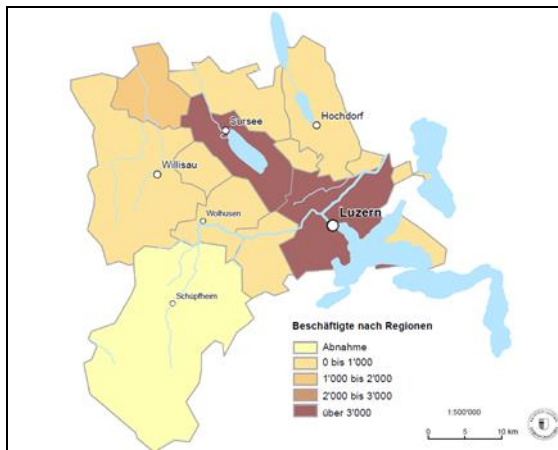 Sursee
Hochdorf
Willisau
Wolhusen
Luzern
Schüpfheim
Beschäftigte nach Regionen
Abnahme
0 bis 1'000
1'000 bis 2'000
2'000 bis 3'000
über 3'000
1:500'000
0 5 10 km